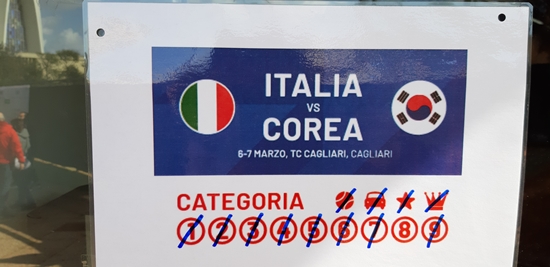 ITALIA
VS
COREA
6-7 MARZO, TC CAGLIARI, CAGLIARI
CATEGORIA
1 2 3 4 5 6 7 8 9